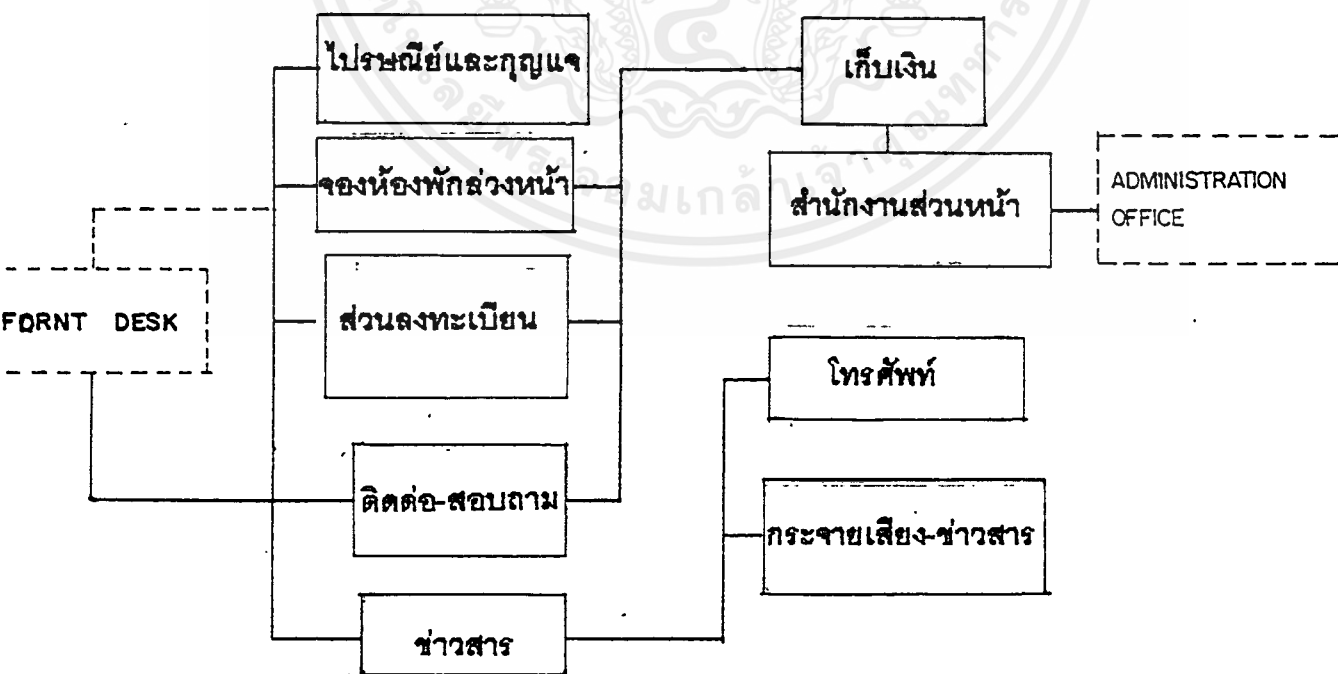 ไปรษณีย์และกุญแจ
เก็บเงิน
จองห้องพักล่วงหน้า
สำนักงานส่วนหน้า
ADMINISTRATION
OFFICE
FORNT DESK
ส่วนลงทะเบียน
โทรศัพท์
ติดต่อ-สอบถาม
กระจายเสียง-ข่าวสาร
ข่าวสาร